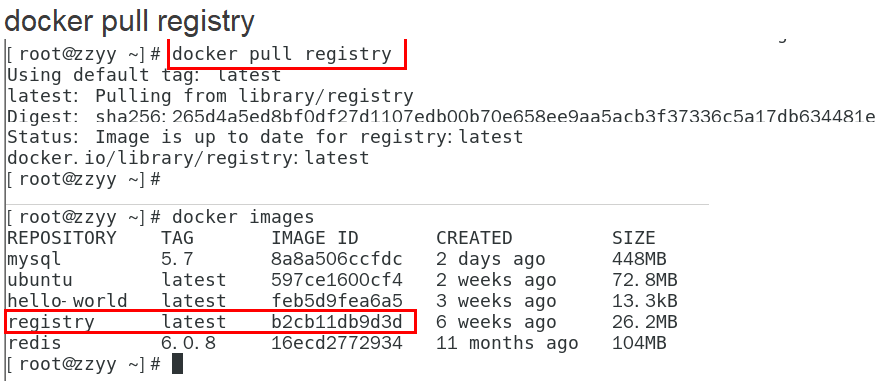 docker pull registry
[root@zzyy ~]# docker pull registry
Using default tag: latest
latest: Pulling from library/registry
Digest: sha256:265d4a5ed8bf0df27d1107edb00b70e658ee9aa5acb3f37336c5a17db634481e
Status: Image is up to date for registry:latest
docker.io/library/registry:latest
[root@zzyy ~]#
[root@zzyy ~]# docker images
REPOSITORY TAG IMAGE ID CREATED SIZE
mysql 5.7 8a8a506ccfdc 2 days ago 448MB
ubuntu latest 597ce1600cf4 2 weeks ago 72.8MB
hello-world latest feb5d9fea6a5 3 weeks ago 13.3kB
registry latest b2cb11db9d3d 6 weeks ago 26.2MB
redis 6.0.8 16ecd2772934 11 months ago 104MB
[root@zzyy ~]#